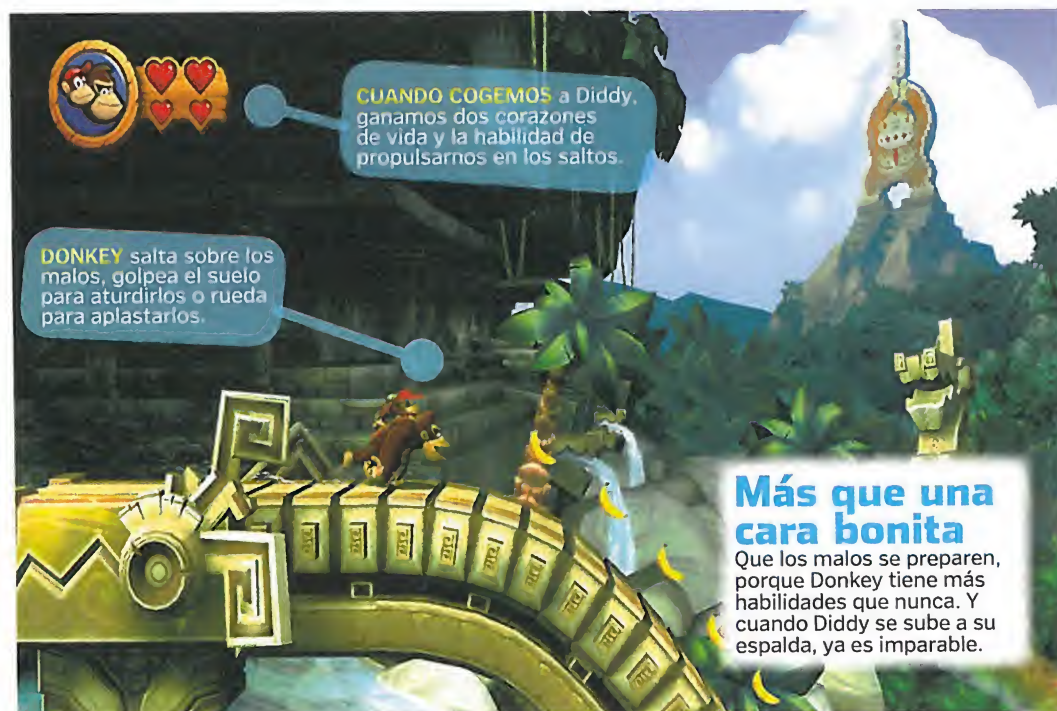 CUANDO COGEMOS a Diddy,
ganamos dos corazones
de vida y la habilidad de
propulsarnos en los saltos.
DONKEY salta sobre los
malos, golpea el suelo
para aturdirlos o rueda
para aplastarlos.
Más que una
cara bonita
Que los malos se preparen,
porque Donkey tiene más
habilidades que nunca. Y
cuando Diddy se sube a su
espalda, ya es imparable.